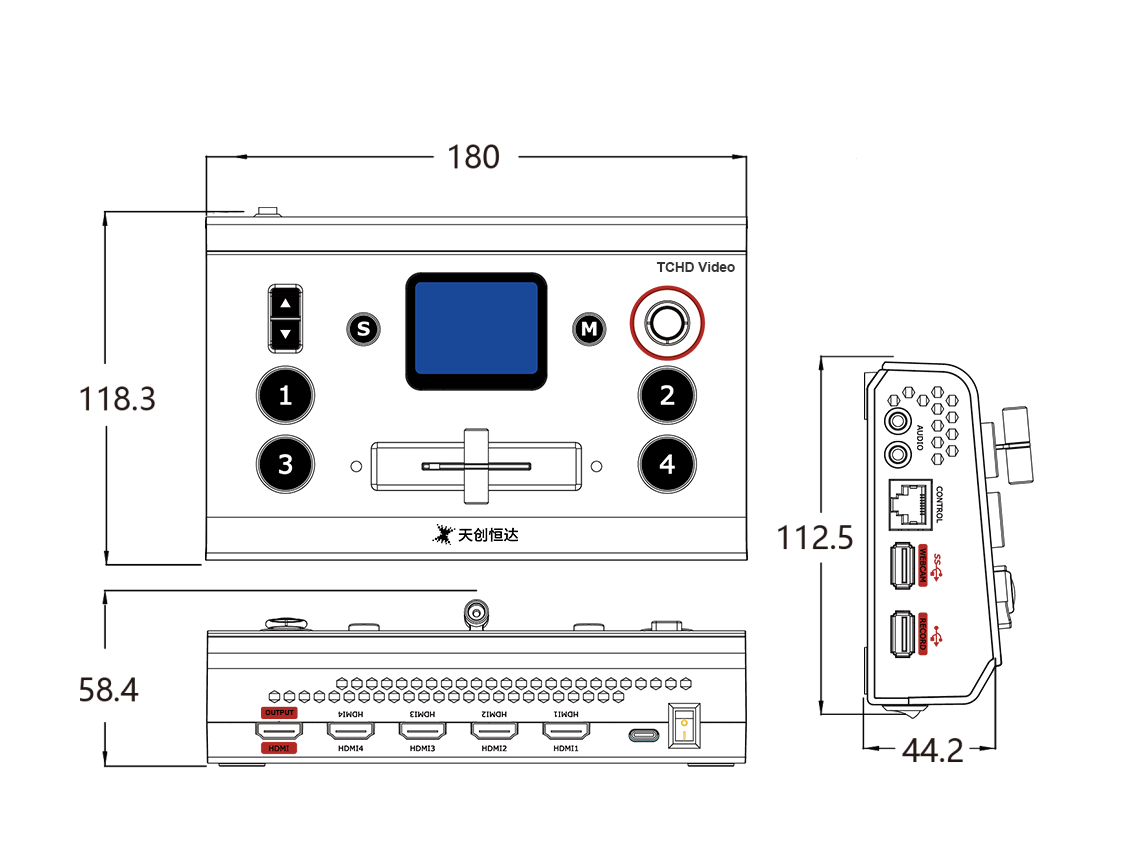 180
TCHD Video
S
M
118.3
1
2
3
4
天创恒达
112.5
AUDIO
CONTROL
SS
WEBCAM
RECORD
44.2
58.4
OUTPUT
HDMI4
HDMI3
HDMI2
HDMI1
HDMI
HDMI4
HDMI3
HDMI2
HDMI1